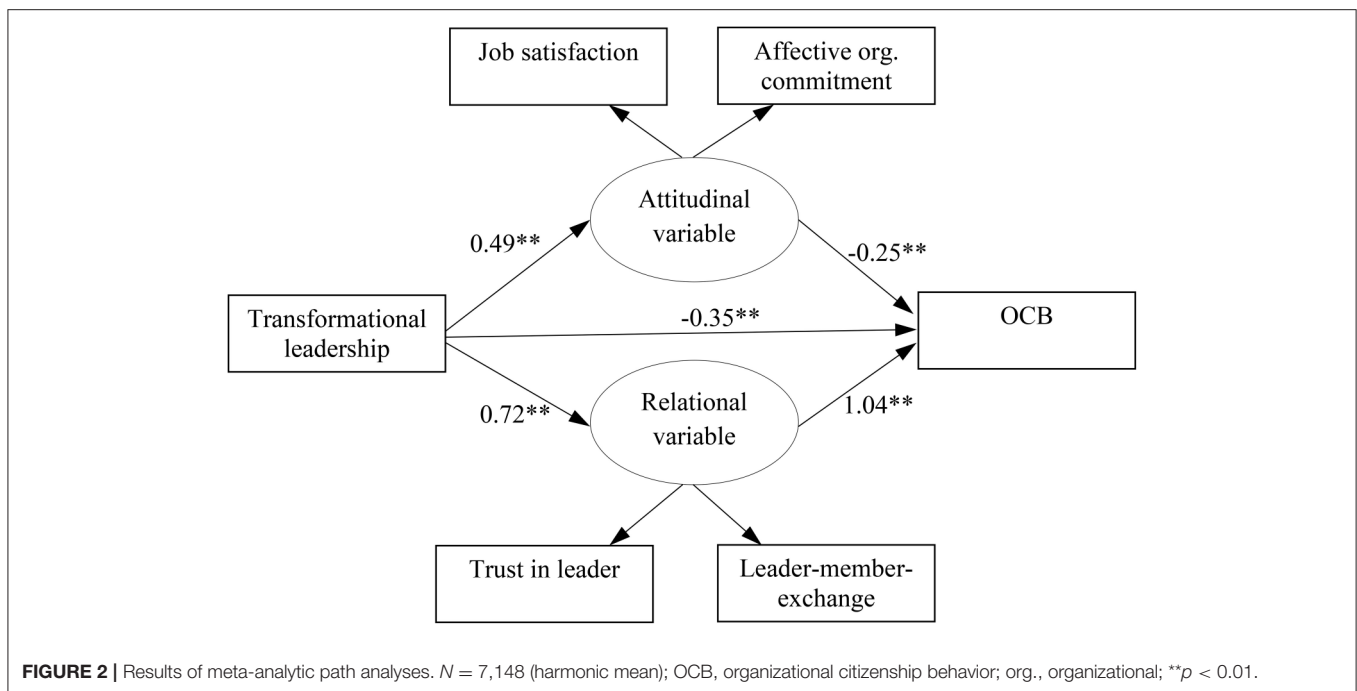 Job satisfaction
Affective org.
commitment
Attitudinal
variable
0.49**
-0.25**
Transformational
leadership
-0.35**
OCB
0.72**
Relational
variable
1.04**
Trust in leader
Leader-member-
exchange
FIGURE 2 | Results of meta-analytic path analyses. N = 7,148 (harmonic mean); OCB, organizational citizenship behavior; org., organizational; **p < 0.01.